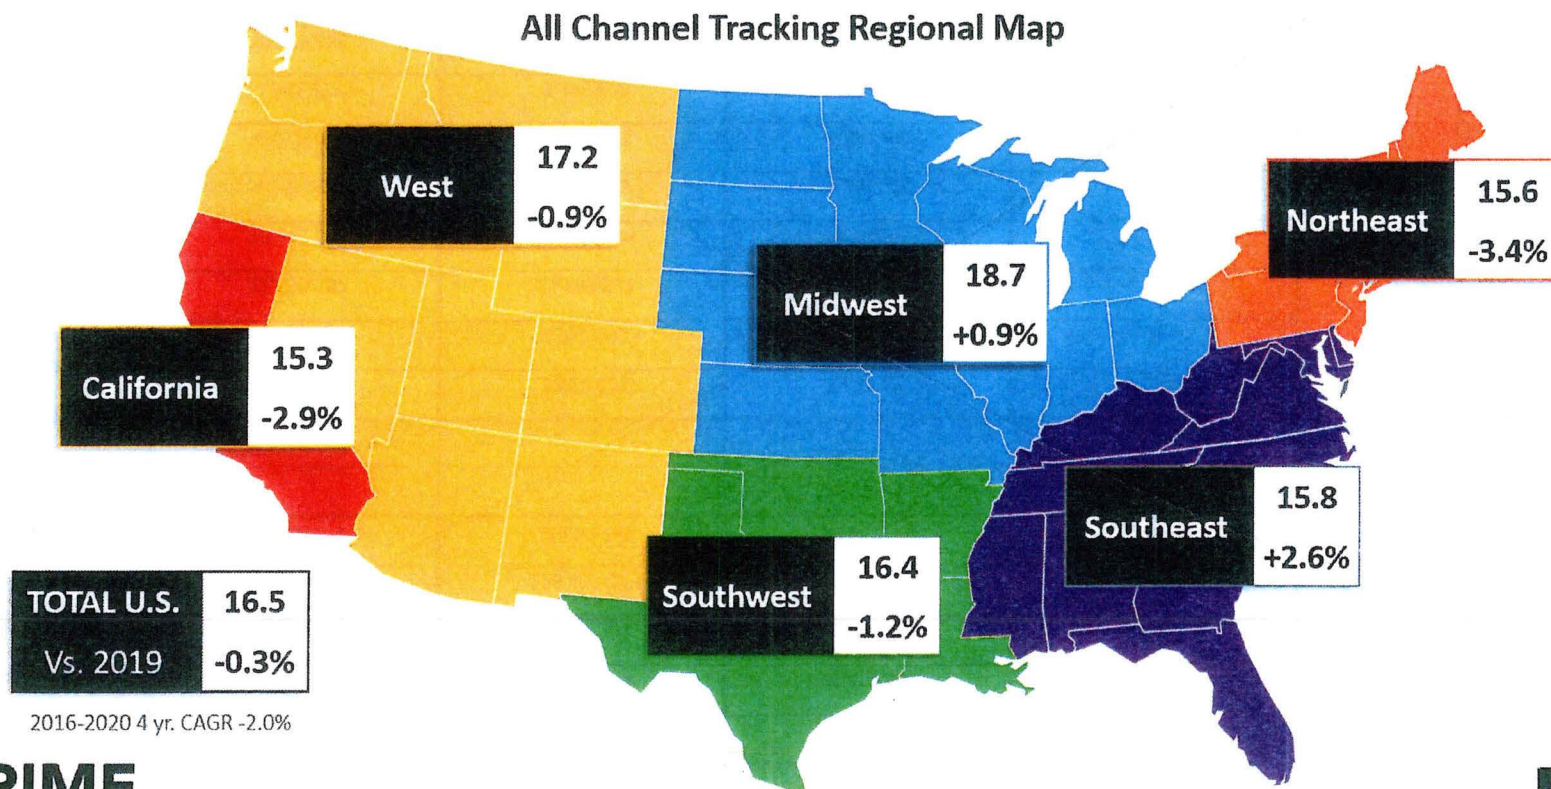 All Channel Tracking Regional Map
West
17.2
-0.9%
Northeast
15.6
-3.4%
Midwest
18.7
+0.9%
California
15.3
-2.9%
Southeast
15.8
+2.6%
Southwest
16.4
-1.2%
TOTAL U.S.
Vs. 2019
16.5
-0.3%
2016-2020 4 yr. CAGR -2.0%